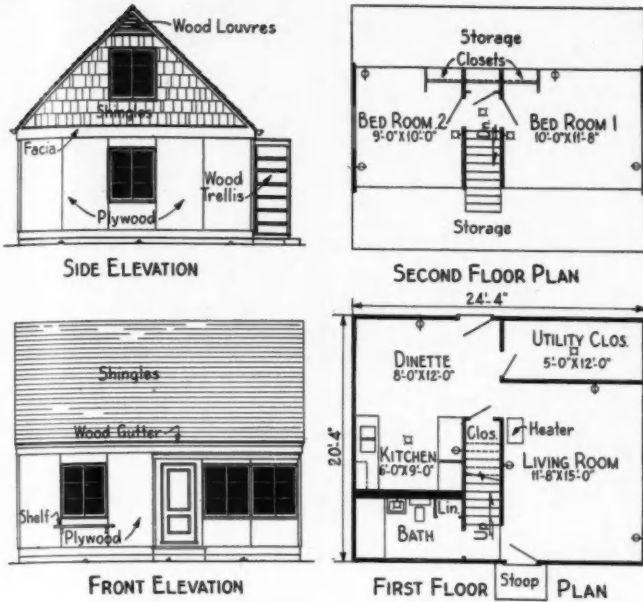 Wood Louvres
Shingles
Facia
Wood
Trellis
Plywood
SIDE ELEVATION
Storage
Closets
BED ROOM 2
9'-0"X10'-0"
BED ROOM 1
10'-0"X11'-8"
Dn.
Storage
SECOND FLOOR PLAN
Shingles
Wood Gutter
Shelf
Plywood
FRONT ELEVATION
24'-4"
20'-4"
DINETTE
8'-0"X12'-0"
UTILITY CLOS.
5'-0"X12'-0"
Clos.
Heater
KITCHEN
6'-0"X9'-0"
LIVING ROOM
11'-8"X15'-0"
Lin.
Up
BATH
Stoop
FIRST FLOOR PLAN